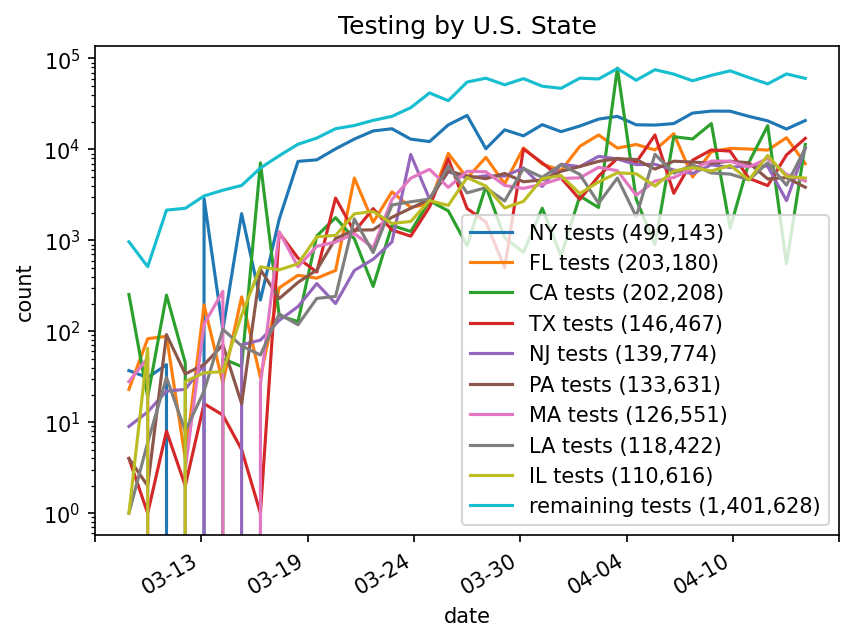 Testing by U.S. State
count
10^5
10^4
10^3
10^2
10^1
10^0
NY tests (499,143)
FL tests (203,180)
CA tests (202,208)
TX tests (146,467)
NJ tests (139,774)
PA tests (133,631)
MA tests (126,551)
LA tests (118,422)
IL tests (110,616)
remaining tests (1,401,628)
03-13 03-19 03-24 03-30 04-04 04-10
date